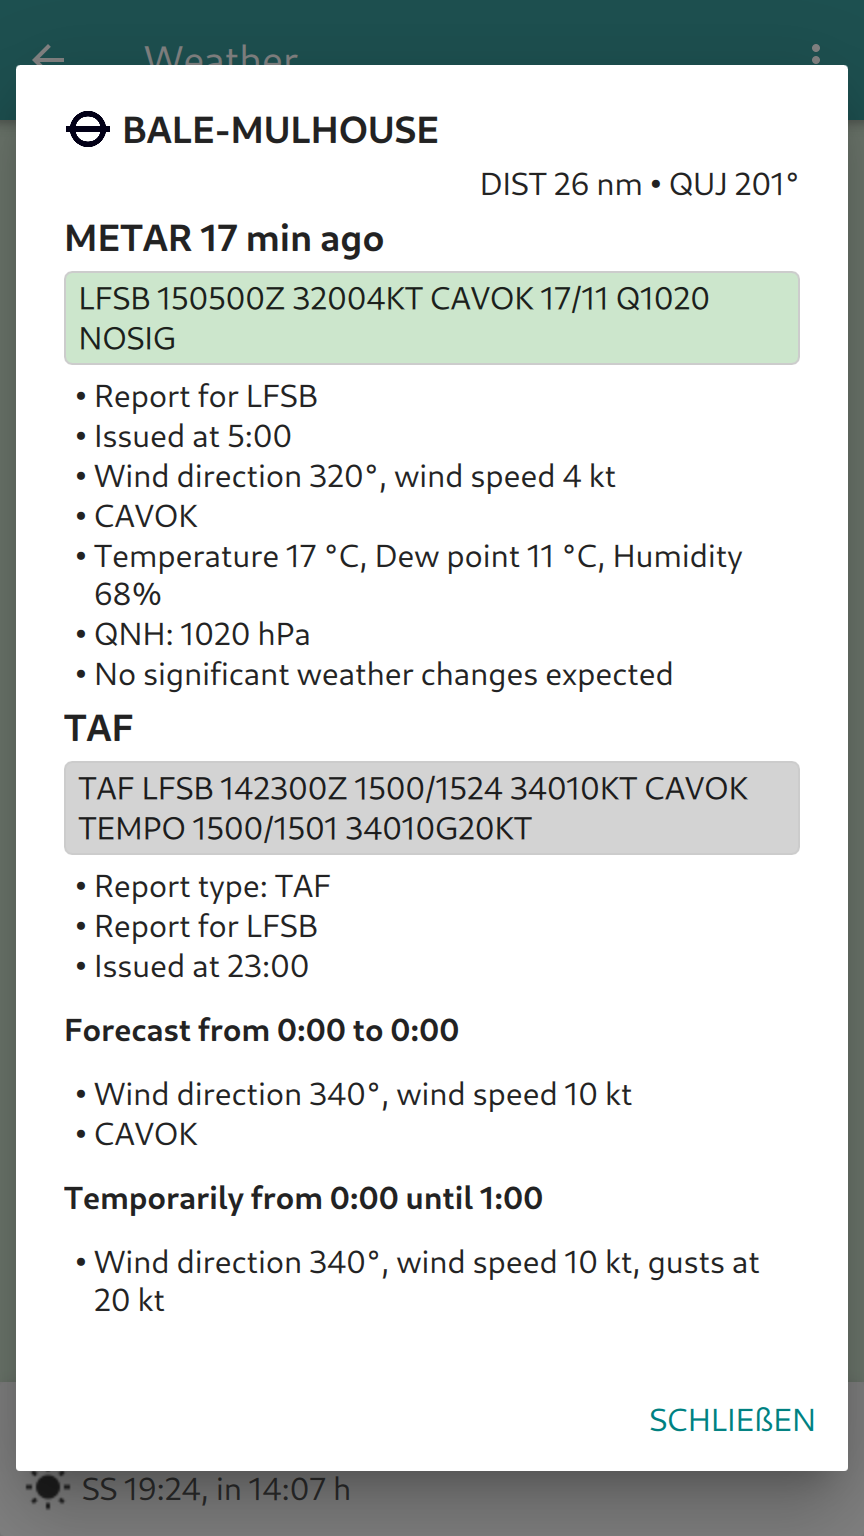 Weather
BALE-MULHOUSE
DIST 26 nm • QUJ 201°
METAR 17 min ago
LFSB 150500Z 32004KT CAVOK 17/11 Q1020
NOSIG
• Report for LFSB
• Issued at 5:00
• Wind direction 320°, wind speed 4 kt
• CAVOK
• Temperature 17 °C, Dew point 11 °C, Humidity
68%
• QNH: 1020 hPa
• No significant weather changes expected
TAF
TAF LFSB 142300Z 1500/1524 34010KT CAVOK
TEMPO 1500/1501 34010G20KT
• Report type: TAF
• Report for LFSB
• Issued at 23:00
Forecast from 0:00 to 0:00
• Wind direction 340°, wind speed 10 kt
• CAVOK
Temporarily from 0:00 until 1:00
• Wind direction 340°, wind speed 10 kt, gusts at
20 kt
SCHLIEßEN
SS 19:24, in 14:07 h